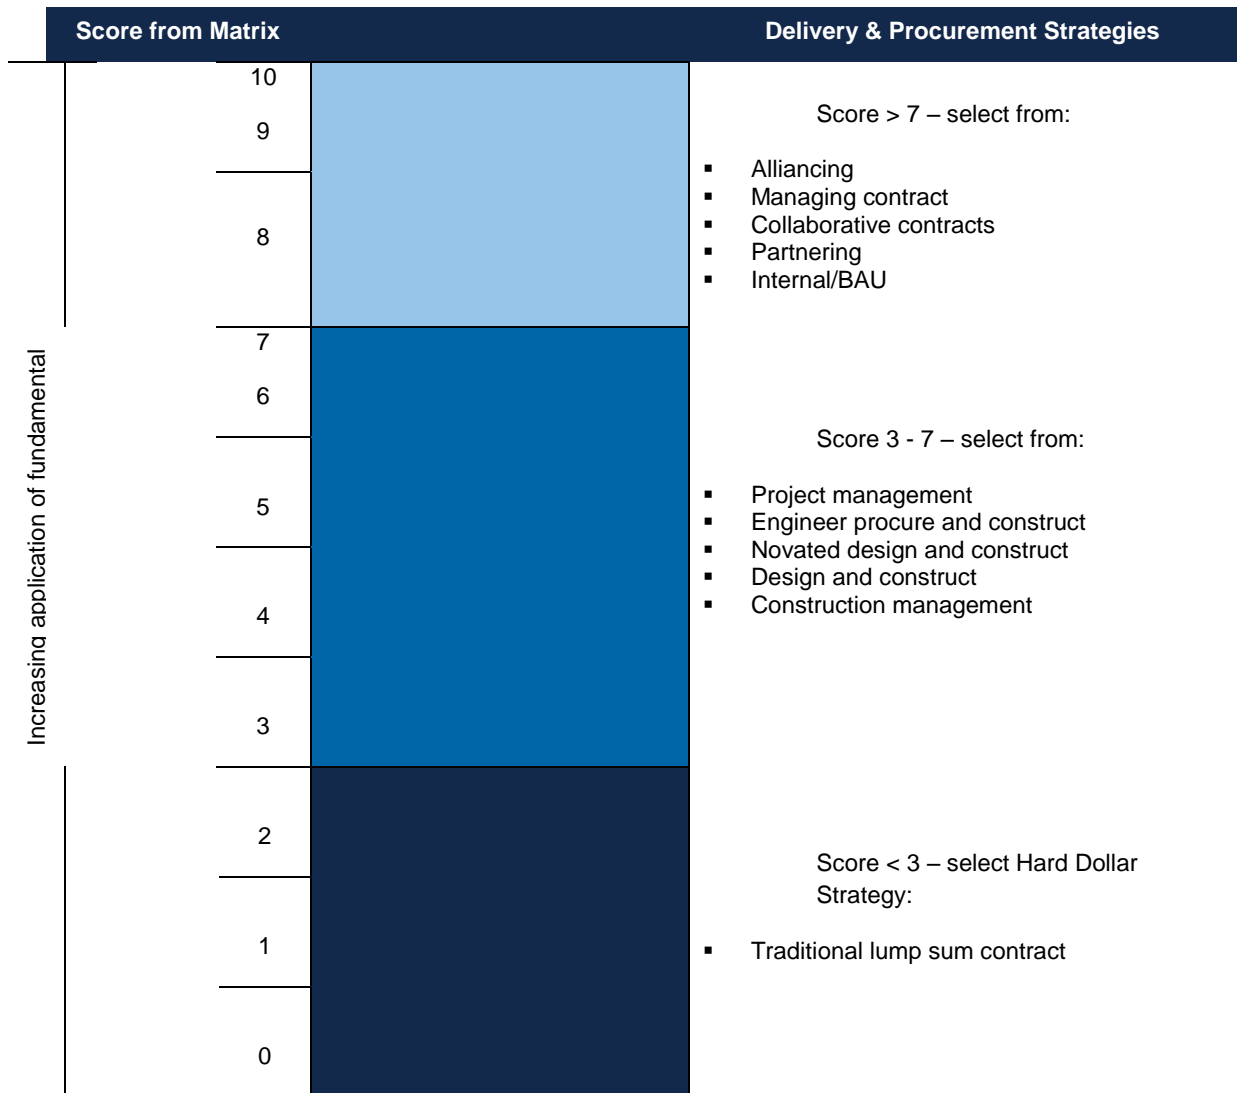 Score from Matrix
Delivery & Procurement Strategies
10
9
8
7
6
5
4
3
2
1
0
Increasing application of fundamental
Score > 7 – select from:
▪ Alliancing
▪ Managing contract
▪ Collaborative contracts
▪ Partnering
▪ Internal/BAU
Score 3 - 7 – select from:
▪ Project management
▪ Engineer procure and construct
▪ Novated design and construct
▪ Design and construct
▪ Construction management
Score < 3 – select Hard Dollar
Strategy:
▪ Traditional lump sum contract